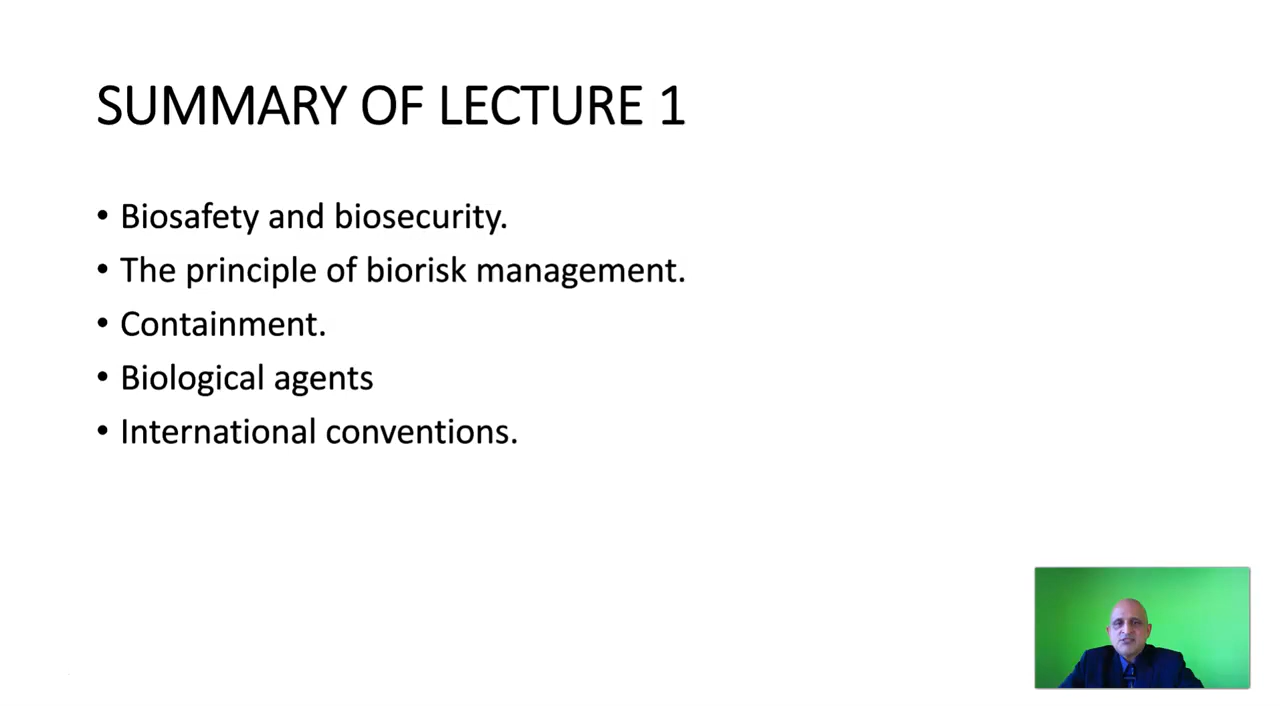 SUMMARY OF LECTURE 1
• Biosafety and biosecurity.
• The principle of biorisk management.
• Containment.
• Biological agents
• International conventions.